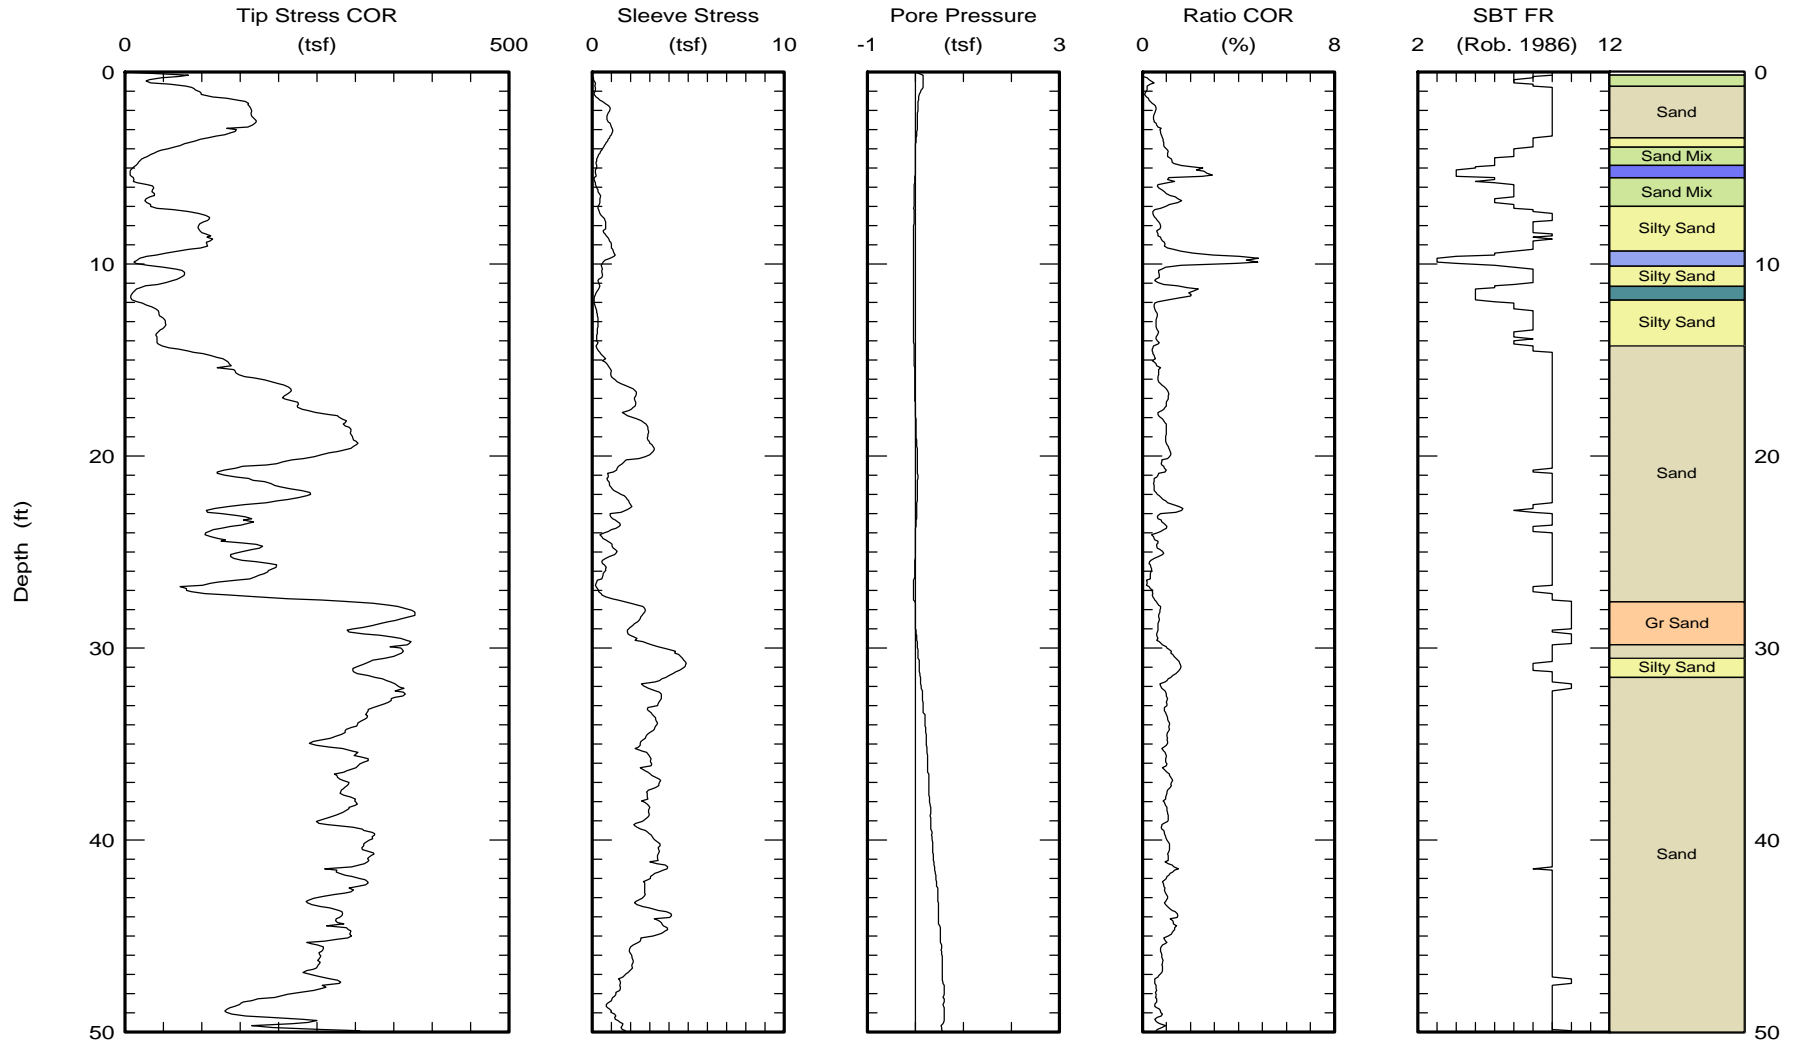 Tip Stress COR Sleeve Stress Pore Pressure Ratio COR SBT FR
0 (tsf) 500 0 (tsf) 10 -1 (tsf) 3 0 (%) 8 2 (Rob. 1986) 12
0 0
Sand
Sand Mix
Sand Mix
Silty Sand
10 10
Silty Sand
Silty Sand
20 20
Sand
Depth (ft)
Gr Sand
30 30
Silty Sand
40 40
Sand
50 50